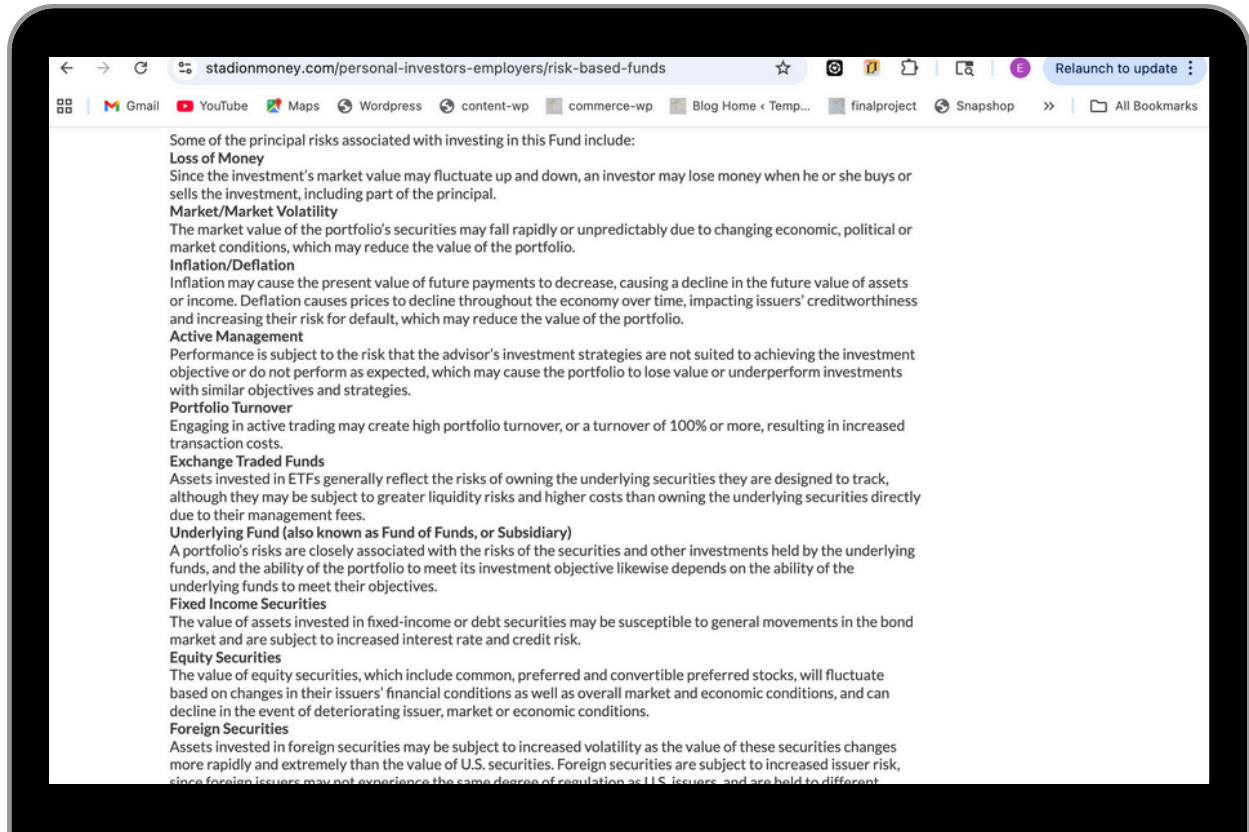 stadionmoney.com/personal-investors-employers/risk-based-funds
E
Relaunch to update
Gmail
YouTube
Maps
Wordpress
content-wp
commerce-wp
Blog Home ‹ Temp...
finalproject
Snapshop
»
All Bookmarks
Some of the principal risks associated with investing in this Fund include:
Loss of Money
Since the investment's market value may fluctuate up and down, an investor may lose money when he or she buys or
sells the investment, including part of the principal.
Market/Market Volatility
The market value of the portfolio's securities may fall rapidly or unpredictably due to changing economic, political or
market conditions, which may reduce the value of the portfolio.
Inflation/Deflation
Inflation may cause the present value of future payments to decrease, causing a decline in the future value of assets
or income. Deflation causes prices to decline throughout the economy over time, impacting issuers' creditworthiness
and increasing their risk for default, which may reduce the value of the portfolio.
Active Management
Performance is subject to the risk that the advisor's investment strategies are not suited to achieving the investment
objective or do not perform as expected, which may cause the portfolio to lose value or underperform investments
with similar objectives and strategies.
Portfolio Turnover
Engaging in active trading may create high portfolio turnover, or a turnover of 100% or more, resulting in increased
transaction costs.
Exchange Traded Funds
Assets invested in ETFs generally reflect the risks of owning the underlying securities they are designed to track,
although they may be subject to greater liquidity risks and higher costs than owning the underlying securities directly
due to their management fees.
Underlying Fund (also known as Fund of Funds, or Subsidiary)
A portfolio's risks are closely associated with the risks of the securities and other investments held by the underlying
funds, and the ability of the portfolio to meet its investment objective likewise depends on the ability of the
underlying funds to meet their objectives.
Fixed Income Securities
The value of assets invested in fixed-income or debt securities may be susceptible to general movements in the bond
market and are subject to increased interest rate and credit risk.
Equity Securities
The value of equity securities, which include common, preferred and convertible preferred stocks, will fluctuate
based on changes in their issuers' financial conditions as well as overall market and economic conditions, and can
decline in the event of deteriorating issuer, market or economic conditions.
Foreign Securities
Assets invested in foreign securities may be subject to increased volatility as the value of these securities changes
more rapidly and extremely than the value of U.S. securities. Foreign securities are subject to increased issuer risk,
since foreign issuers may not experience the same degree of regulation as U.S. issuers, and are held to different